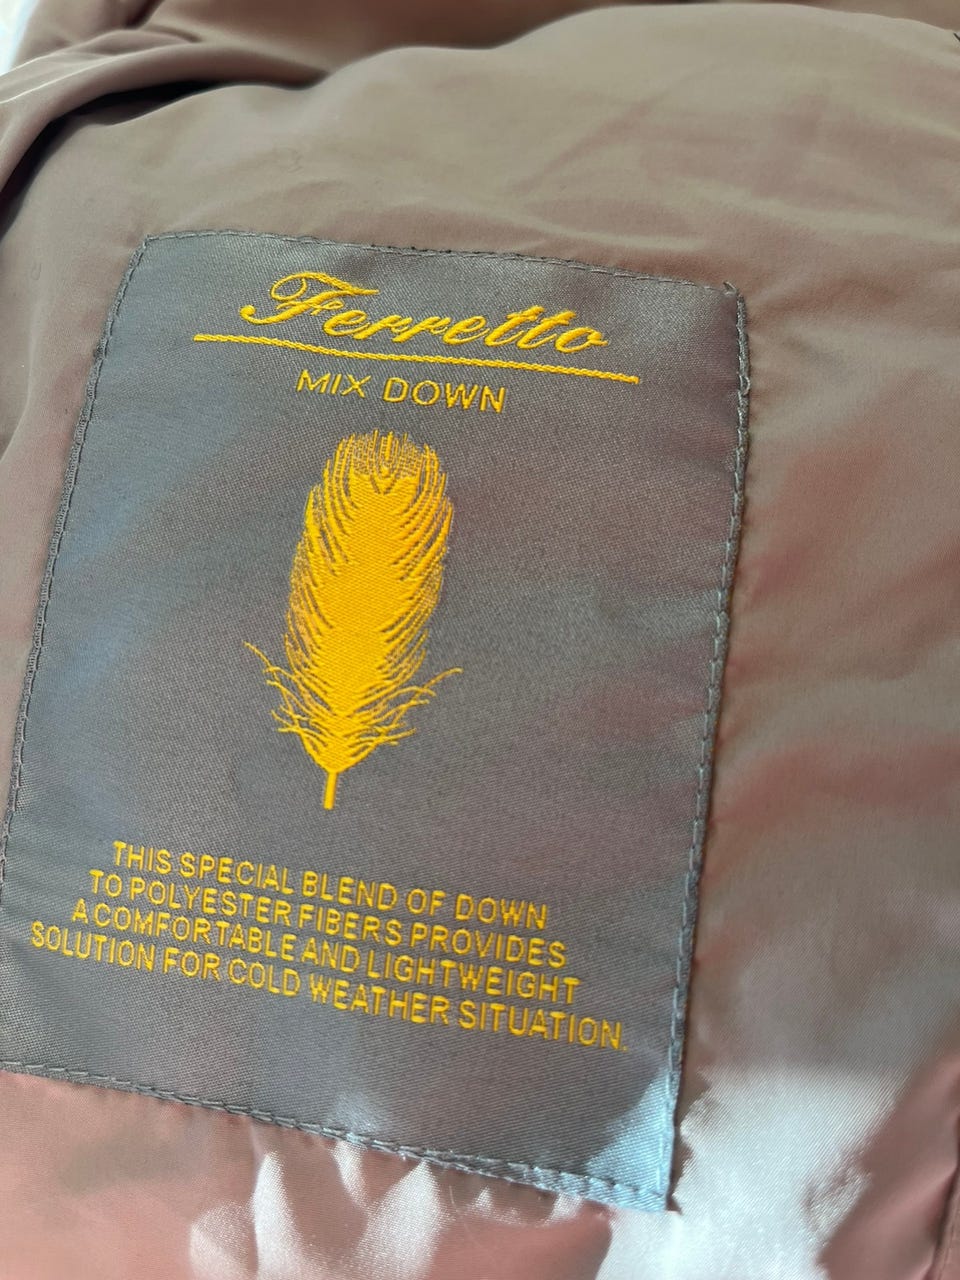 Ferretto
MIX DOWN
THIS SPECIAL BLEND OF DOWN
TO POLYESTER FIBERS PROVIDES
A COMFORTABLE AND LIGHTWEIGHT
SOLUTION FOR COLD WEATHER SITUATION.